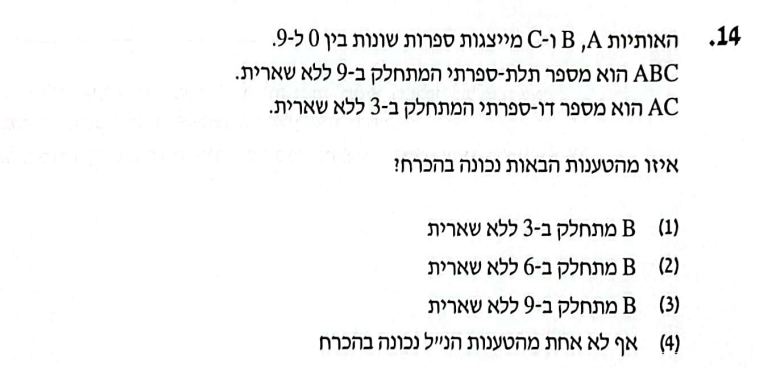 14. האותיות A, B ו-C מייצגות ספרות שונות בין 0 ל-9.
ABC הוא מספר תלת-ספרתי המתחלק ב-9 ללא שארית.
AC הוא מספר דו-ספרתי המתחלק ב-3 ללא שארית.
איזו מהטענות הבאות נכונה בהכרח?
(1) B מתחלק ב-3 ללא שארית
(2) B מתחלק ב-6 ללא שארית
(3) B מתחלק ב-9 ללא שארית
(4) אף לא אחת מהטענות הנ״ל נכונה בהכרח